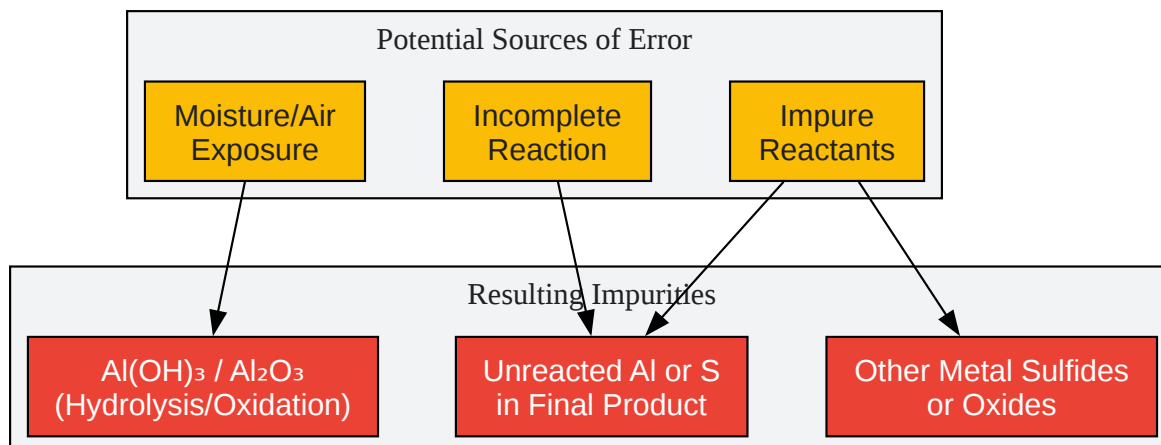 Potential Sources of Error
Moisture/Air
Exposure
Incomplete
Reaction
Impure
Reactants
Resulting Impurities
Al(OH)₃ / Al₂O₃
(Hydrolysis/Oxidation)
Unreacted Al or S
in Final Product
Other Metal Sulfides
or Oxides